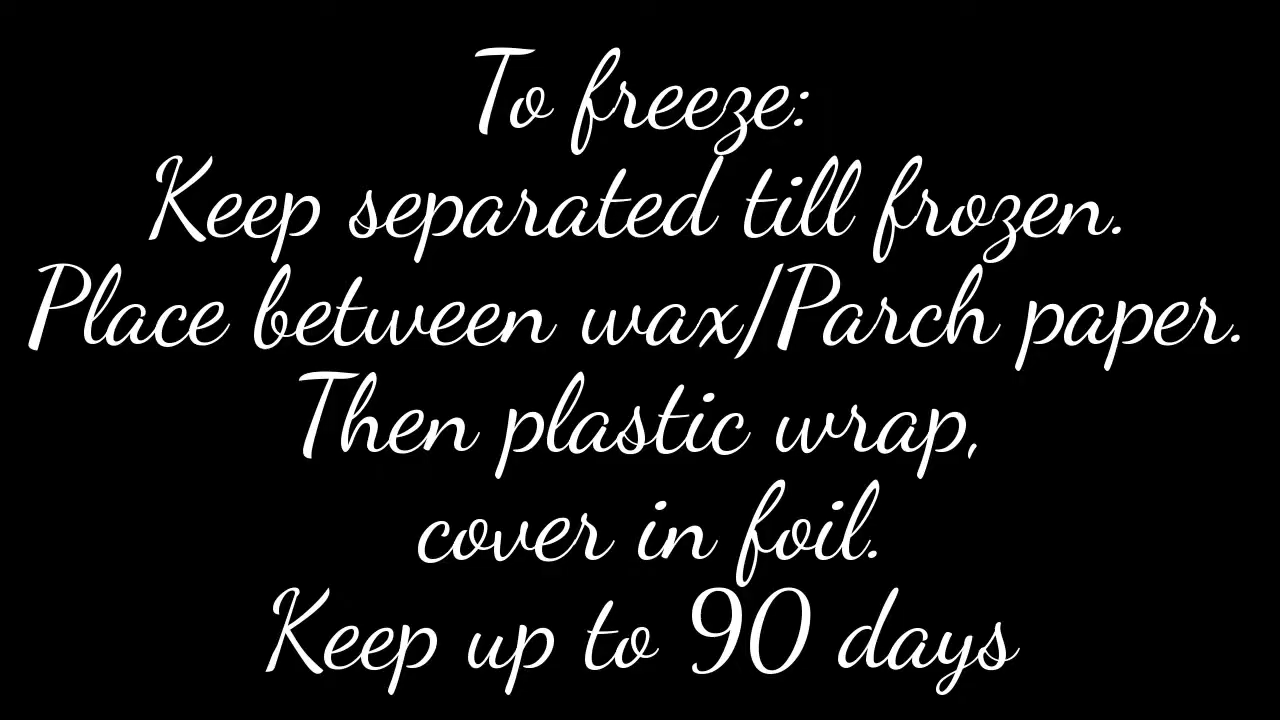 To freeze:
Keep separated till frozen.
Place between wax/Parch paper.
Then plastic wrap,
cover in foil.
Keep up to 90 days